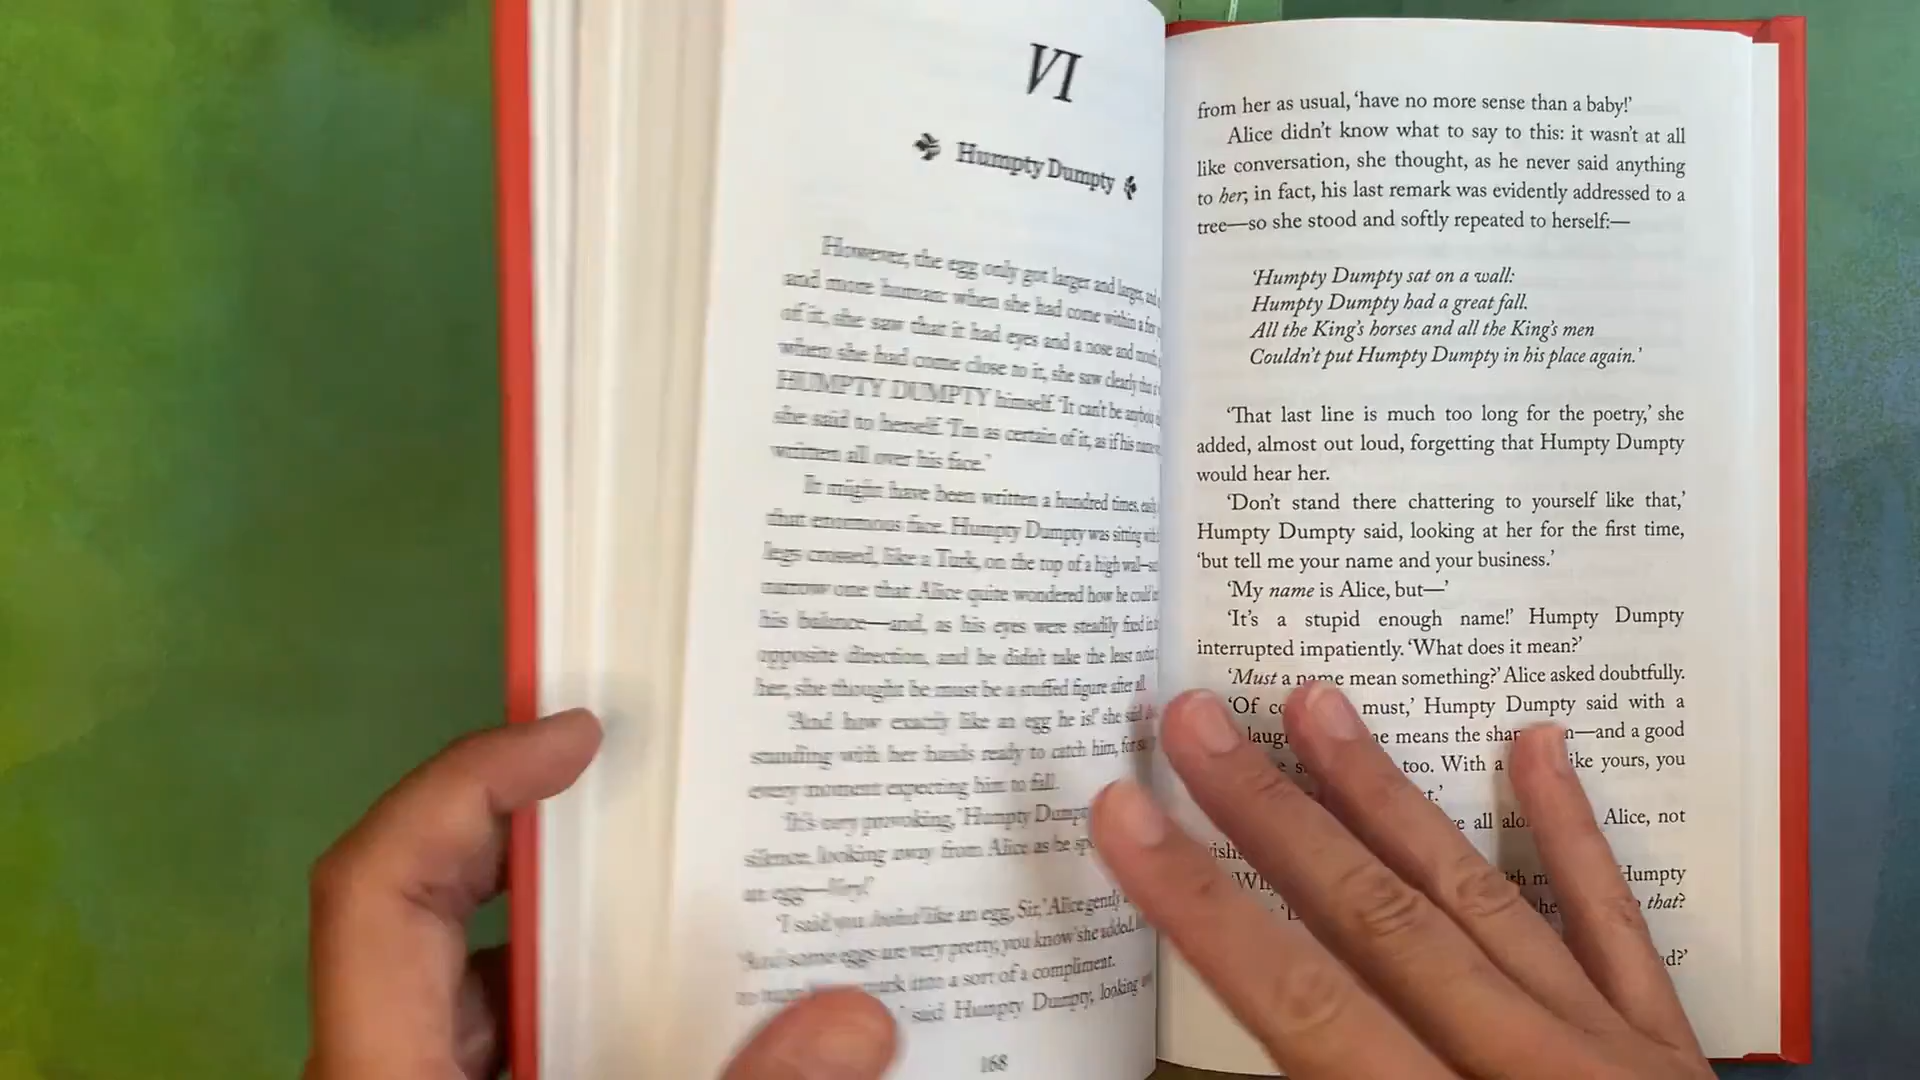 VI
Humpty Dumpty
However, the egg only got larger and larger, and
and more human: when she had come within a few
of it, she saw that it had eyes and a nose and mouth;
when she had come close to it, she saw clearly that it
HUMPTY DUMPTY himself. 'It can't be anybody
she said to herself. 'I'm as certain of it, as if his name
written all over his face.'
It might have been written a hundred times, easily
that enormous face. Humpty Dumpty was sitting with
legs crossed, like a Turk, on the top of a high wall—
narrow one that Alice quite wondered how he could
his balance—and, as his eyes were steadily fixed in
opposite direction, and he didn't take the least notice
her, she thought he must be a stuffed figure after all.
'And how exactly like an egg he is!' she said
standing with her hands ready to catch him, for
every moment expecting him to fall.
'It's very provoking,' Humpty
silence, looking away from Alice as he
an egg—Very!'
'I said you looked like an egg, Sir,' Alice gently
'And some eggs are very pretty, you know' she added,
into a sort of a compliment.
said Humpty Dumpty, looking
168
from her as usual, 'have no more sense than a baby!'
Alice didn't know what to say to this: it wasn't at all
like conversation, she thought, as he never said anything
to her; in fact, his last remark was evidently addressed to a
tree—so she stood and softly repeated to herself:—
'Humpty Dumpty sat on a wall:
Humpty Dumpty had a great fall.
All the King's horses and all the King's men
Couldn't put Humpty Dumpty in his place again.'
'That last line is much too long for the poetry,' she
added, almost out loud, forgetting that Humpty Dumpty
would hear her.
'Don't stand there chattering to yourself like that,'
Humpty Dumpty said, looking at her for the first time,
'but tell me your name and your business.'
'My name is Alice, but—'
'It's a stupid enough name!' Humpty Dumpty
interrupted impatiently. 'What does it mean?'
'Must a name mean something?' Alice asked doubtfully.
'Of must,' Humpty Dumpty said with a
means the —and a good
too. With a like yours, you
all Alice, not
Humpty
that?